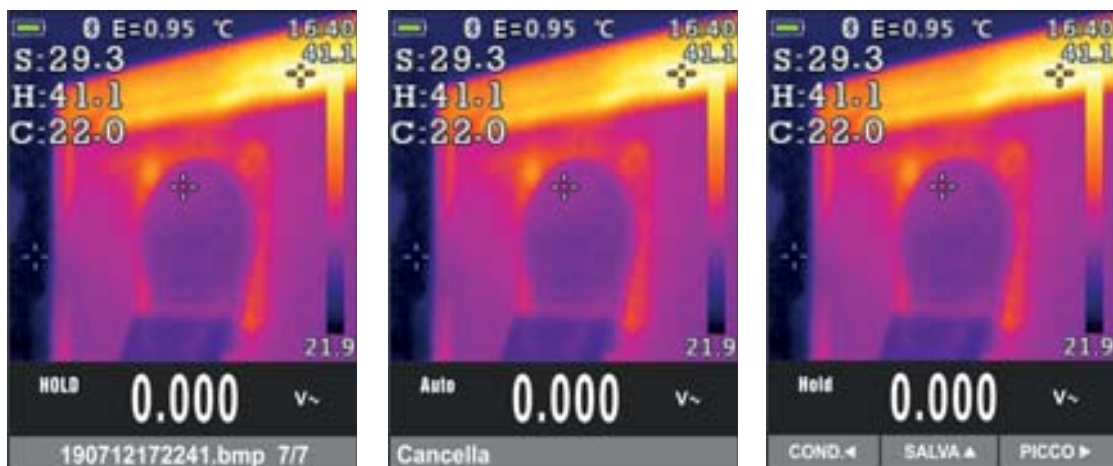 E=0.95 °C 16:40
41.1
S:29.3
H:41.1
C:22.0
21.9
HOLD 0.000 V~
190712172241.bmp 7/7
E=0.95 °C 16:40
41.1
S:29.3
H:41.1
C:22.0
21.9
Auto 0.000 V~
Cancella
E=0.95 °C 16:40
41.1
S:29.3
H:41.1
C:22.0
21.9
Hold 0.000 V~
COND.◄ SALVA▲ PICCO►